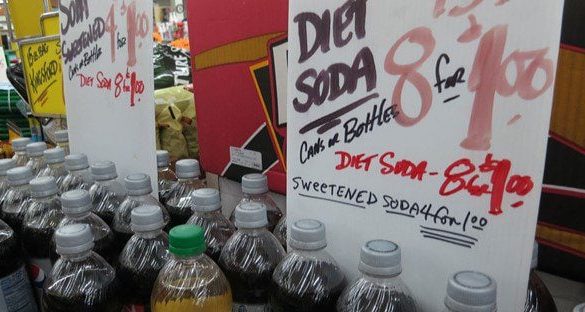 SODA
SWEETENED
4 for $1.00
CANS or BOTTLES
DIET SODA 8 for $1.00
DIET
SODA
8 for $1.00
CANS or BOTTLES
DIET SODA - 8 for $1.00
SWEETENED SODA 4 for 1.00